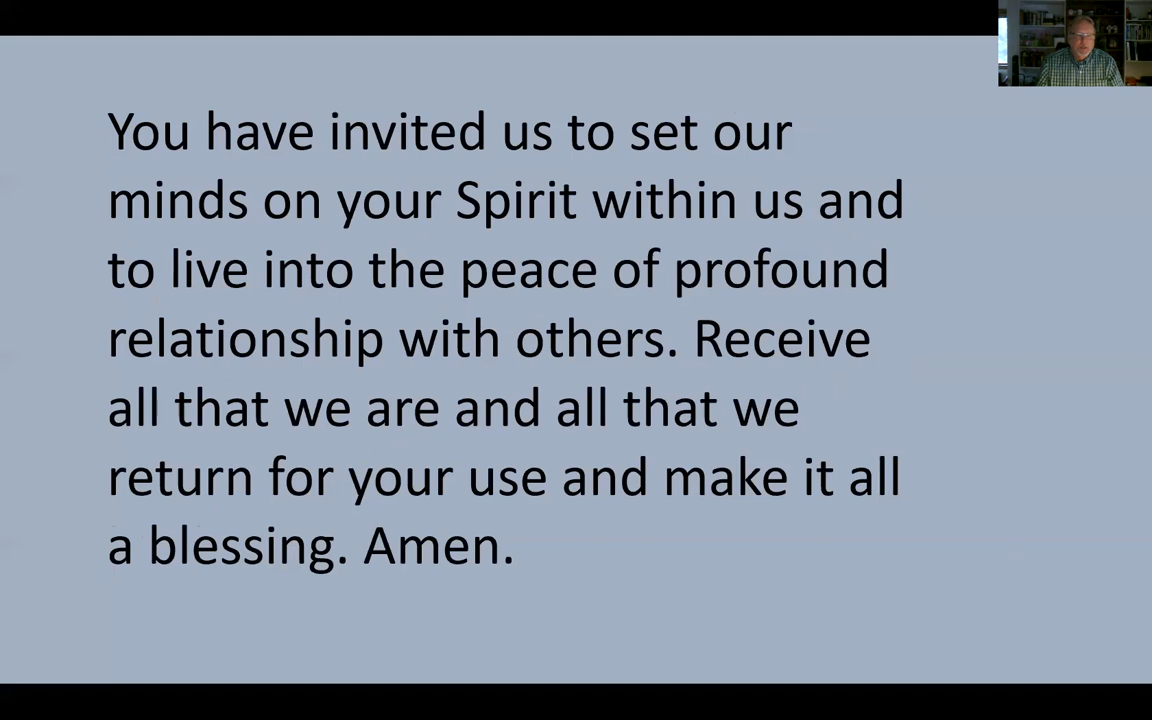 You have invited us to set our
minds on your Spirit within us and
to live into the peace of profound
relationship with others. Receive
all that we are and all that we
return for your use and make it all
a blessing. Amen.